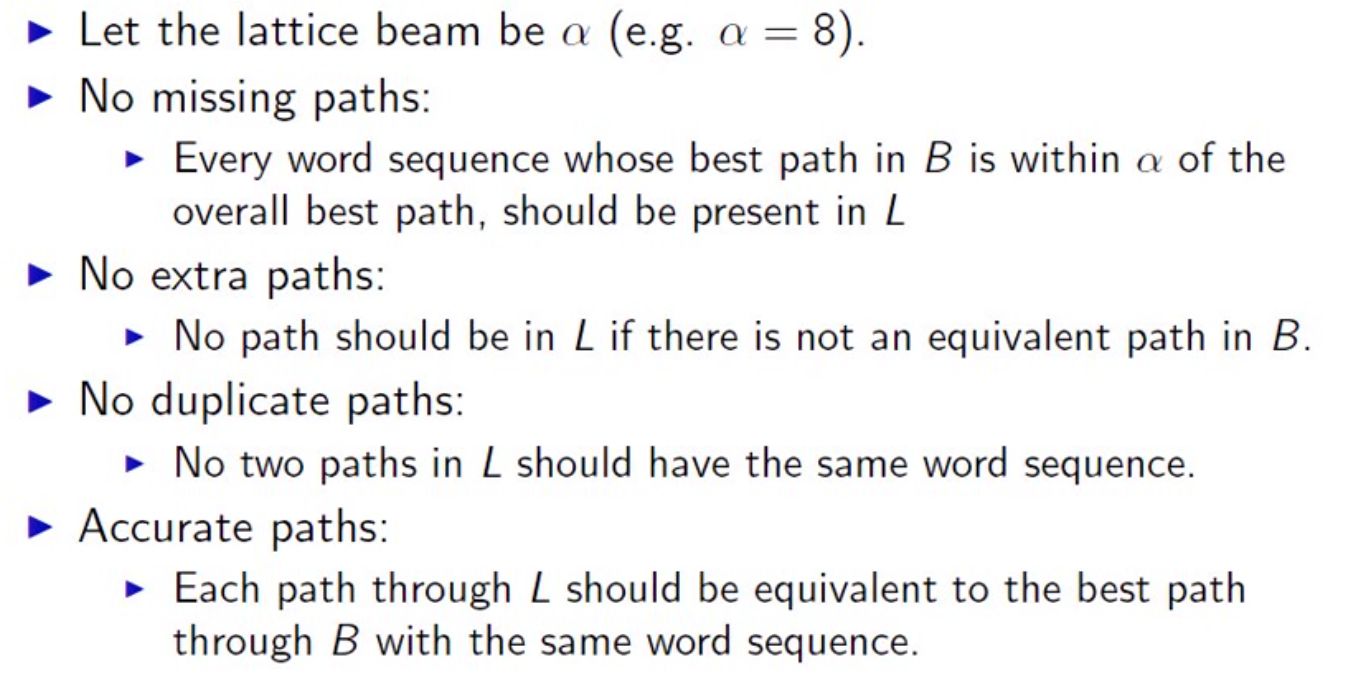 ▶ Let the lattice beam be α (e.g. α = 8).
▶ No missing paths:
▶ Every word sequence whose best path in B is within α of the
overall best path, should be present in L
▶ No extra paths:
▶ No path should be in L if there is not an equivalent path in B.
▶ No duplicate paths:
▶ No two paths in L should have the same word sequence.
▶ Accurate paths:
▶ Each path through L should be equivalent to the best path
through B with the same word sequence.